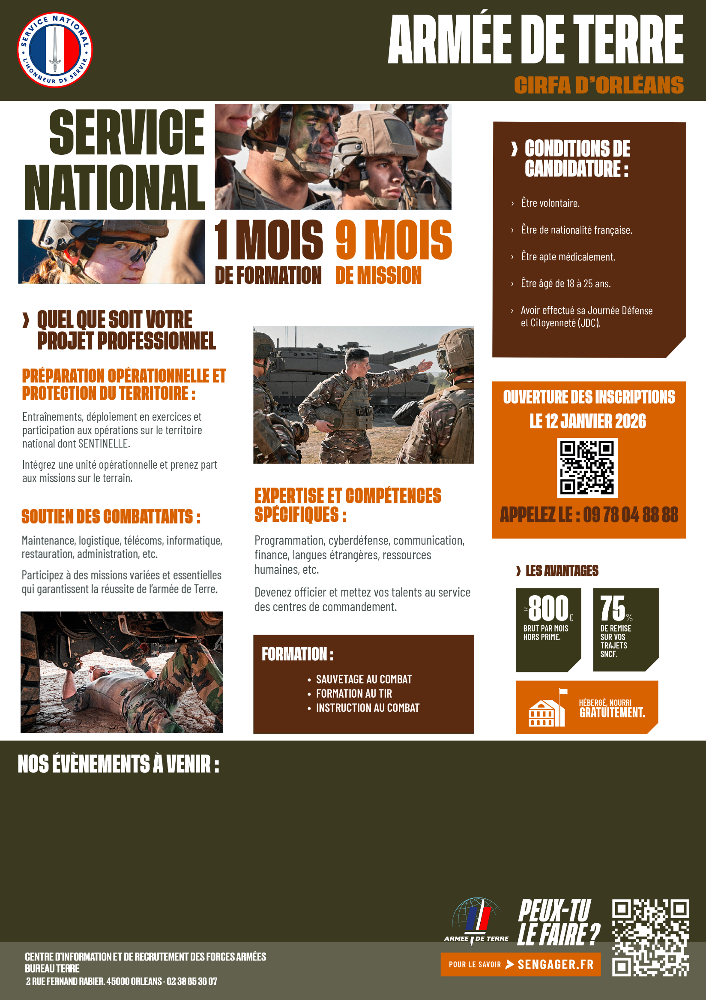 SERVICE NATIONAL
L'HONNEUR DE SERVIR
ARMÉE DE TERRE
CIRFA D'ORLÉANS
SERVICE
NATIONAL
1 MOIS
DE FORMATION
9 MOIS
DE MISSION
QUEL QUE SOIT VOTRE
PROJET PROFESSIONNEL
PRÉPARATION OPÉRATIONNELLE ET
PROTECTION DU TERRITOIRE :
Entraînements, déploiement en exercices et
participation aux opérations sur le territoire
national dont SENTINELLE.
Intégrez une unité opérationnelle et prenez part
aux missions sur le terrain.
SOUTIEN DES COMBATTANTS :
Maintenance, logistique, télécoms, informatique,
restauration, administration, etc.
Participez à des missions variées et essentielles
qui garantissent la réussite de l'armée de Terre.
EXPERTISE ET COMPÉTENCES
SPÉCIFIQUES :
Programmation, cyberdéfense, communication,
finance, langues étrangères, ressources
humaines, etc.
Devenez officier et mettez vos talents au service
des centres de commandement.
FORMATION :
• SAUVETAGE AU COMBAT
• FORMATION AU TIR
• INSTRUCTION AU COMBAT
CONDITIONS DE
CANDIDATURE :
› Être volontaire.
› Être de nationalité française.
› Être apte médicalement.
› Être âgé de 18 à 25 ans.
› Avoir effectué sa Journée Défense
et Citoyenneté (JDC).
OUVERTURE DES INSCRIPTIONS
LE 12 JANVIER 2026
APPELEZ LE : 09 78 04 88 88
LES AVANTAGES
≈800€
BRUT PAR MOIS
HORS PRIME.
75%
DE REMISE
SUR VOS
TRAJETS
SNCF.
HÉBERGÉ, NOURRI
GRATUITEMENT.
NOS ÉVÈNEMENTS À VENIR :
ARMEE DE TERRE
PEUX-TU
LE FAIRE ?
POUR LE SAVOIR > SENGAGER.FR
CENTRE D'INFORMATION ET DE RECRUTEMENT DES FORCES ARMÉES
BUREAU TERRE
2 RUE FERNAND RABIER. 45000 ORLEANS - 02 38 65 36 07